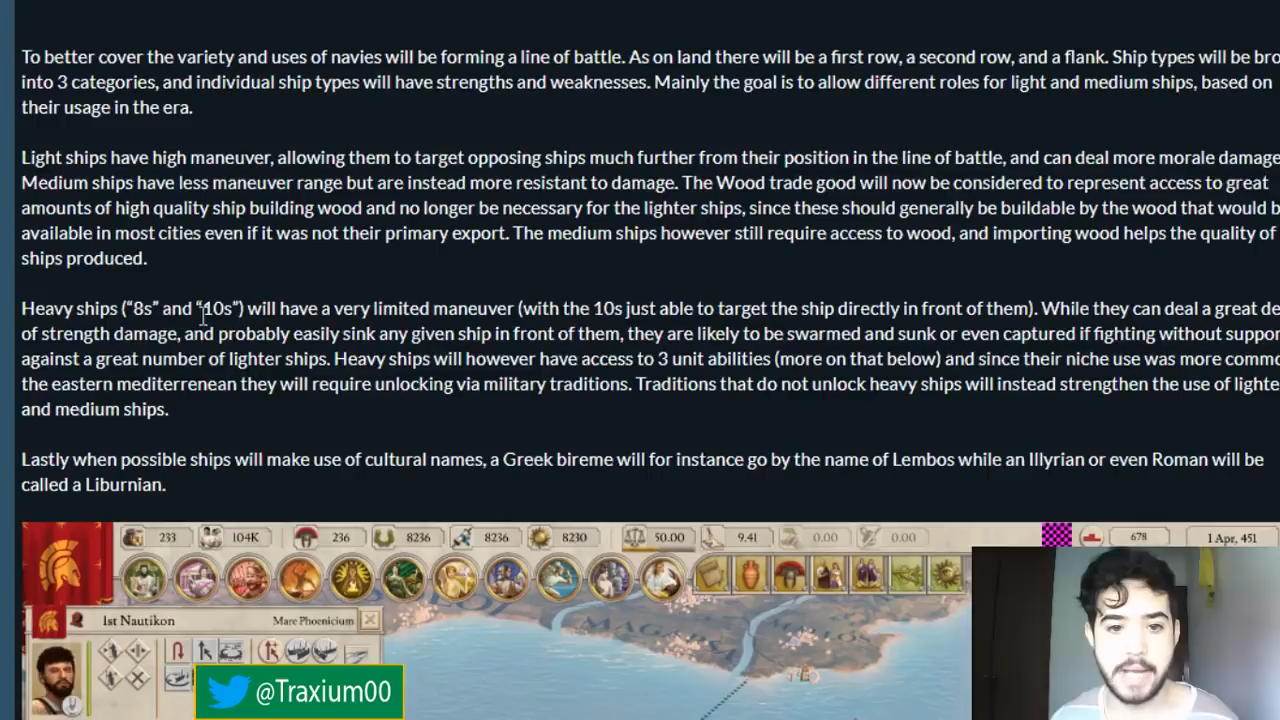 To better cover the variety and uses of navies will be forming a line of battle. As on land there will be a first row, a second row, and a flank. Ship types will be bro
into 3 categories, and individual ship types will have strengths and weaknesses. Mainly the goal is to allow different roles for light and medium ships, based on
their usage in the era.
Light ships have high maneuver, allowing them to target opposing ships much further from their position in the line of battle, and can deal more morale damage
Medium ships have less maneuver range but are instead more resistant to damage. The Wood trade good will now be considered to represent access to great
amounts of high quality ship building wood and no longer be necessary for the lighter ships, since these should generally be buildable by the wood that would b
available in most cities even if it was not their primary export. The medium ships however still require access to wood, and importing wood helps the quality of
ships produced.
Heavy ships (“8s” and “10s”) will have a very limited maneuver (with the 10s just able to target the ship directly in front of them). While they can deal a great de
of strength damage, and probably easily sink any given ship in front of them, they are likely to be swarmed and sunk or even captured if fighting without suppor
against a great number of lighter ships. Heavy ships will however have access to 3 unit abilities (more on that below) and since their niche use was more commo
the eastern mediterrenean they will require unlocking via military traditions. Traditions that do not unlock heavy ships will instead strengthen the use of lighte
and medium ships.
Lastly when possible ships will make use of cultural names, a Greek bireme will for instance go by the name of Lembos while an Illyrian or even Roman will be
called a Liburnian.
233 104K 236 8236 8236 8230 50.00 9.41 0.00 0.00 678 1 Apr, 451
1st Nautikon Mare Phoenicium
@Traxium00